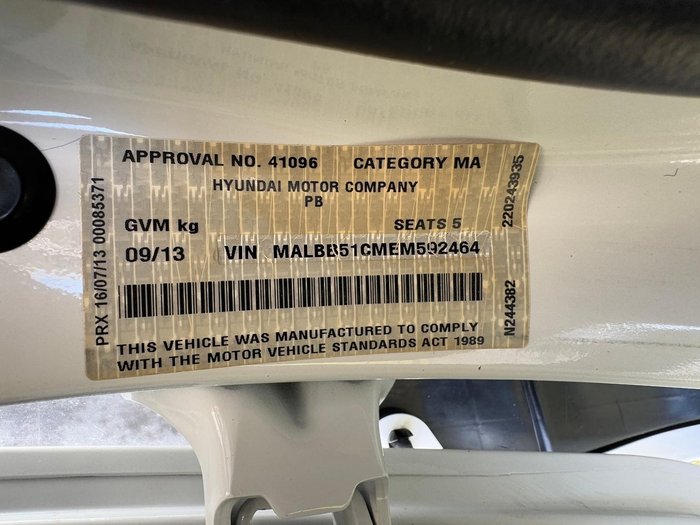 APPROVAL NO. 41096 CATEGORY MA
HYUNDAI MOTOR COMPANY
PB
GVM kg SEATS 5
09/13 VIN MALBB51CMEM592464
THIS VEHICLE WAS MANUFACTURED TO COMPLY
WITH THE MOTOR VEHICLE STANDARDS ACT 1989
PRX 16/07/13 00085371
N244382 220243935